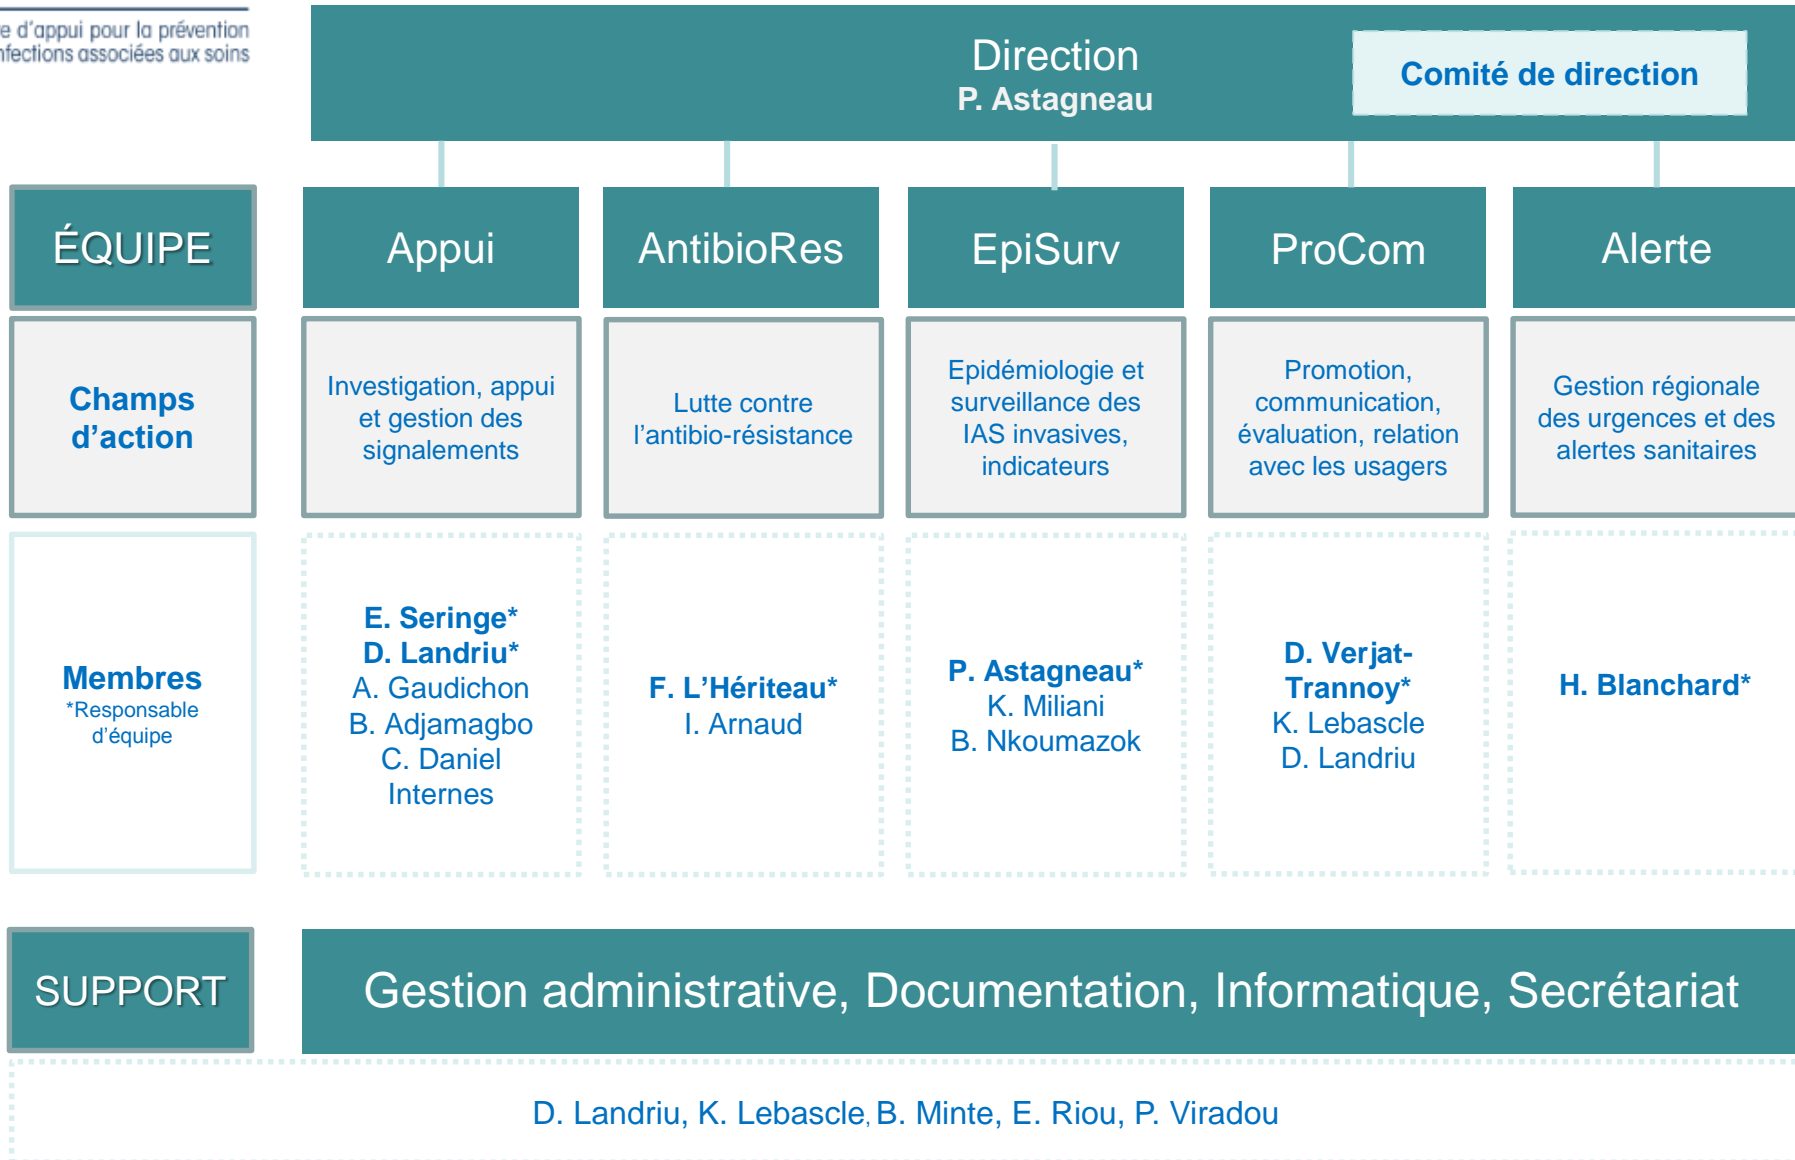 d'appui pour la prévention
infections associées aux soins
Direction
P. Astagneau
Comité de direction
ÉQUIPE
Appui
AntibioRes
EpiSurv
ProCom
Alerte
Champs
d'action
Investigation, appui
et gestion des
signalements
Lutte contre
l'antibio-résistance
Epidémiologie et
surveillance des
IAS invasives,
indicateurs
Promotion,
communication,
évaluation, relation
avec les usagers
Gestion régionale
des urgences et des
alertes sanitaires
Membres
*Responsable
d'équipe
E. Seringe*
D. Landriu*
A. Gaudichon
B. Adjamagbo
C. Daniel
Internes
F. L'Hériteau*
I. Arnaud
P. Astagneau*
K. Miliani
B. Nkoumazok
D. Verjat-
Trannoy*
K. Lebascle
D. Landriu
H. Blanchard*
SUPPORT
Gestion administrative, Documentation, Informatique, Secrétariat
D. Landriu, K. Lebascle, B. Minte, E. Riou, P. Viradou